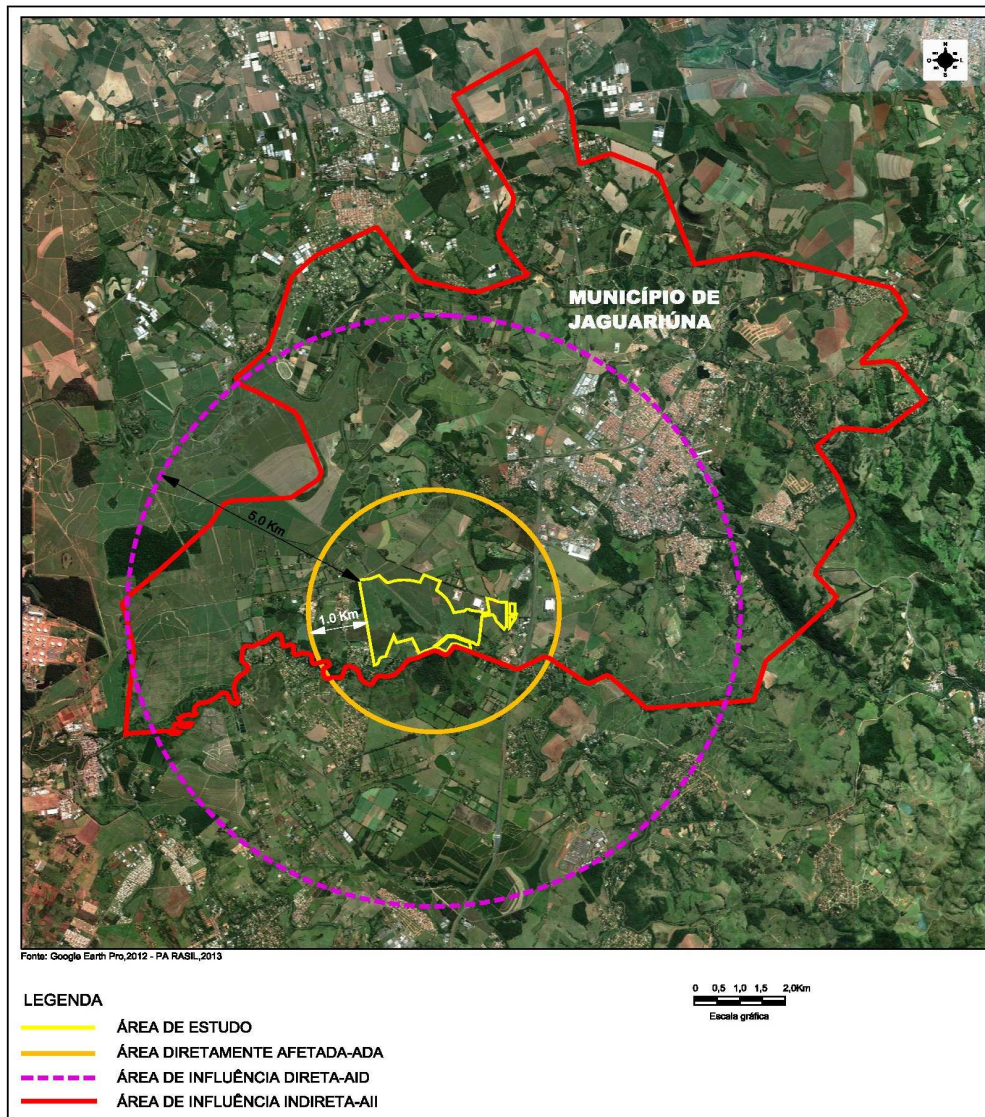 N
O L
S
MUNICÍPIO DE
JAGUARIÚNA
5.0 Km
1.0 Km
Fonte: Google Earth Pro,2012 - PA RASIL,2013
LEGENDA
ÁREA DE ESTUDO
ÁREA DIRETAMENTE AFETADA-ADA
ÁREA DE INFLUÊNCIA DIRETA-AID
ÁREA DE INFLUÊNCIA INDIRETA-AII
0 0,5 1,0 1,5 2,0Km
Escala gráfica